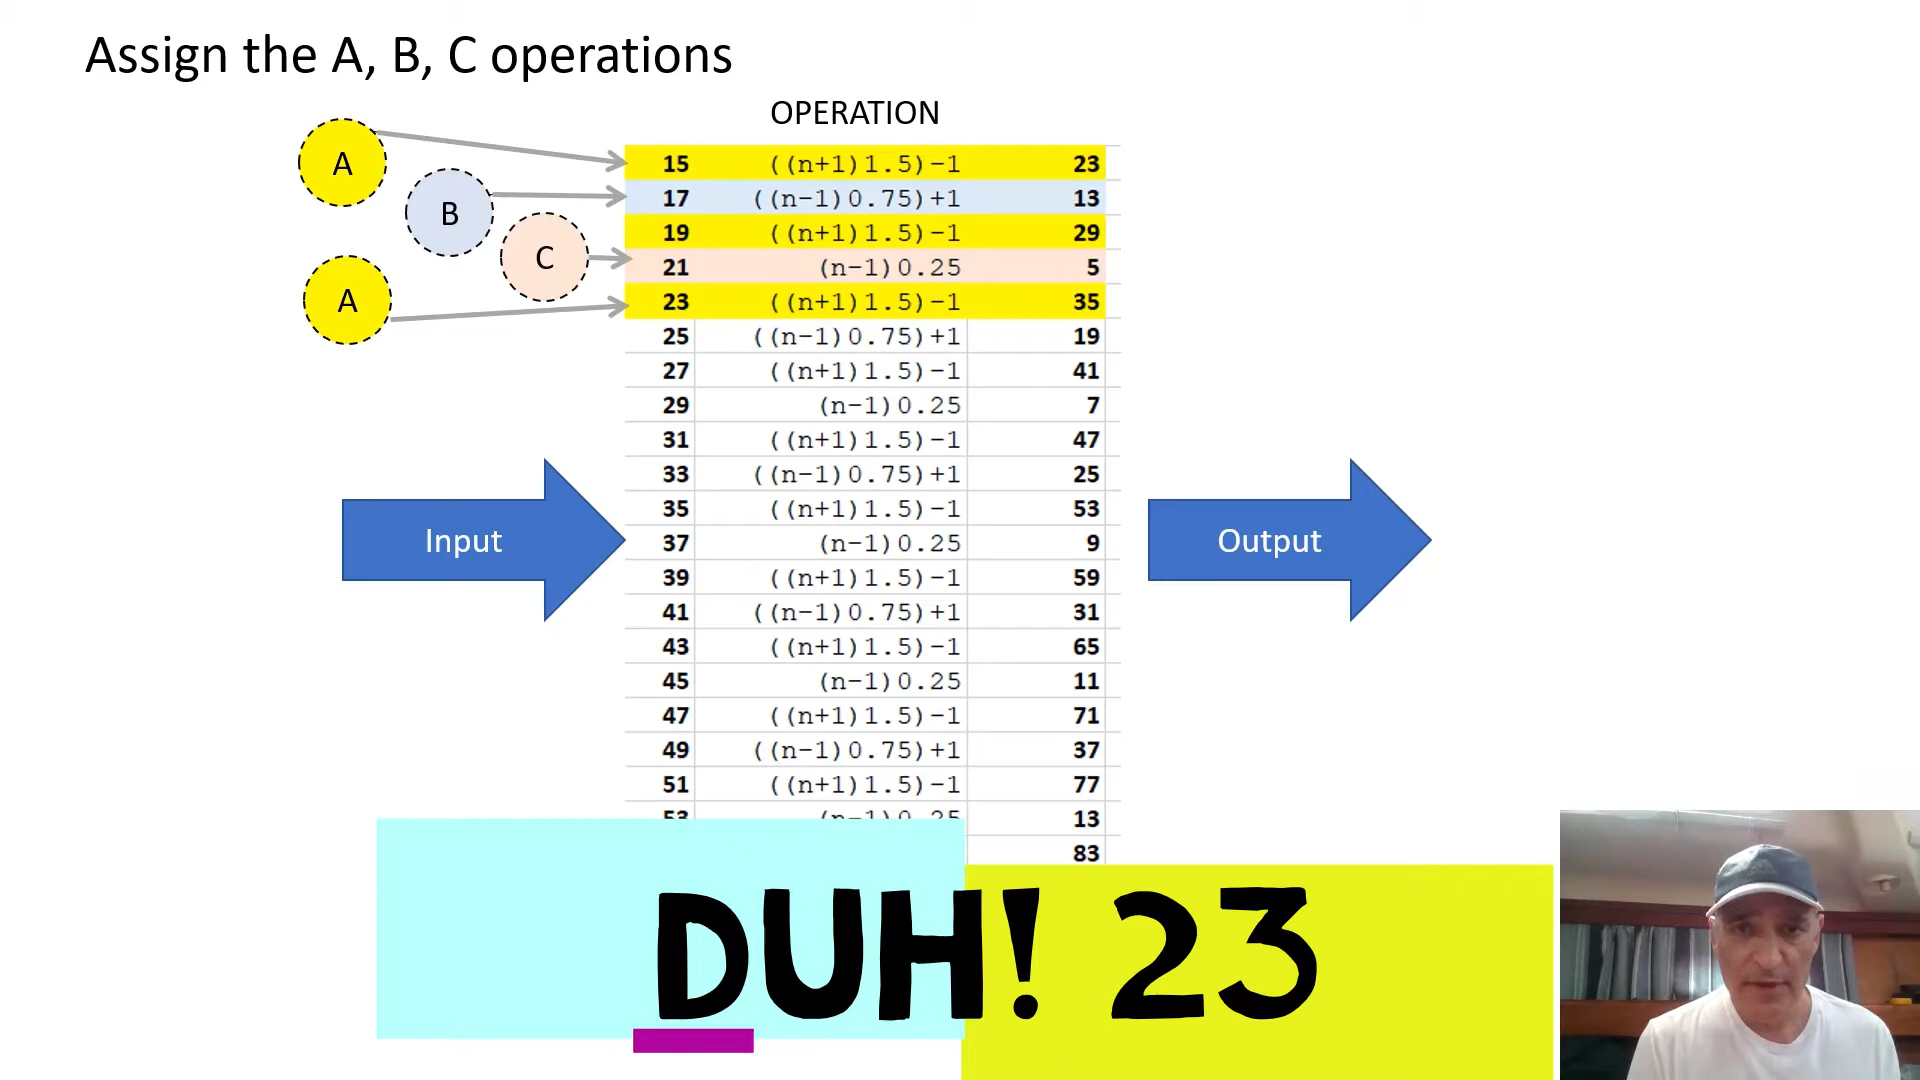 Assign the A, B, C operations
OPERATION
A
B
C
A
15 ((n+1)1.5)-1 23
17 ((n-1)0.75)+1 13
19 ((n+1)1.5)-1 29
21 (n-1)0.25 5
23 ((n+1)1.5)-1 35
25 ((n-1)0.75)+1 19
27 ((n+1)1.5)-1 41
29 (n-1)0.25 7
31 ((n+1)1.5)-1 47
33 ((n-1)0.75)+1 25
35 ((n+1)1.5)-1 53
Input
37 (n-1)0.25 9
Output
39 ((n+1)1.5)-1 59
41 ((n-1)0.75)+1 31
43 ((n+1)1.5)-1 65
45 (n-1)0.25 11
47 ((n+1)1.5)-1 71
49 ((n-1)0.75)+1 37
51 ((n+1)1.5)-1 77
53 (n-1)0.25 13
83
DUH! 23